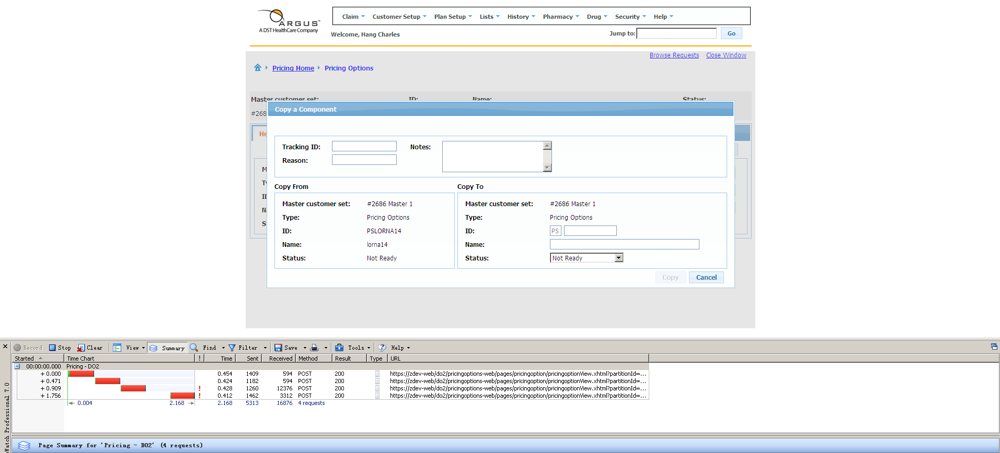 ARGUS™
A DST HealthCare Company
Claim Customer Setup Plan Setup Lists History Pharmacy Drug Security Help
Welcome, Hang Charles
Jump to: Go
Browse Requests Close Window
Pricing Home Pricing Options
Master customer set: ID: Name: Status:
#268
Copy a Component
He
Tracking ID: Notes:
Reason:
M
T
ID
N
S
Copy From Copy To
Master customer set: #2686 Master 1 Master customer set: #2686 Master 1
Type: Pricing Options Type: Pricing Options
ID: PSLORNA14 ID: PS
Name: lorna14 Name:
Status: Not Ready Status: Not Ready
Copy Cancel
Record Stop Clear View Summary Find Filter Save Tools Help
Started Time Chart ! Time Sent Received Method Result Type URL
00:00:00.000 Pricing - DO2
+ 0.000 0.454 1409 594 POST 200 https://zdev-web/do2/pricingoptions-web/pages/pricingoption/pricingoptionView.xhtml?partitionId=...
+ 0.471 0.424 1182 594 POST 200 https://zdev-web/do2/pricingoptions-web/pages/pricingoption/pricingoptionView.xhtml?partitionId=...
+ 0.909 ! 0.428 1260 12376 POST 200 https://zdev-web/do2/pricingoptions-web/pages/pricingoption/pricingoptionView.xhtml?partitionId=...
+ 1.756 ! 0.412 1462 3312 POST 200 https://zdev-web/do2/pricingoptions-web/pages/pricingoption/pricingoptionView.xhtml?partitionId=...
0.004 2.168 2.168 5313 16876 4 requests
Watch Professional 7.0
Page Summary for 'Pricing - DO2' (4 requests)